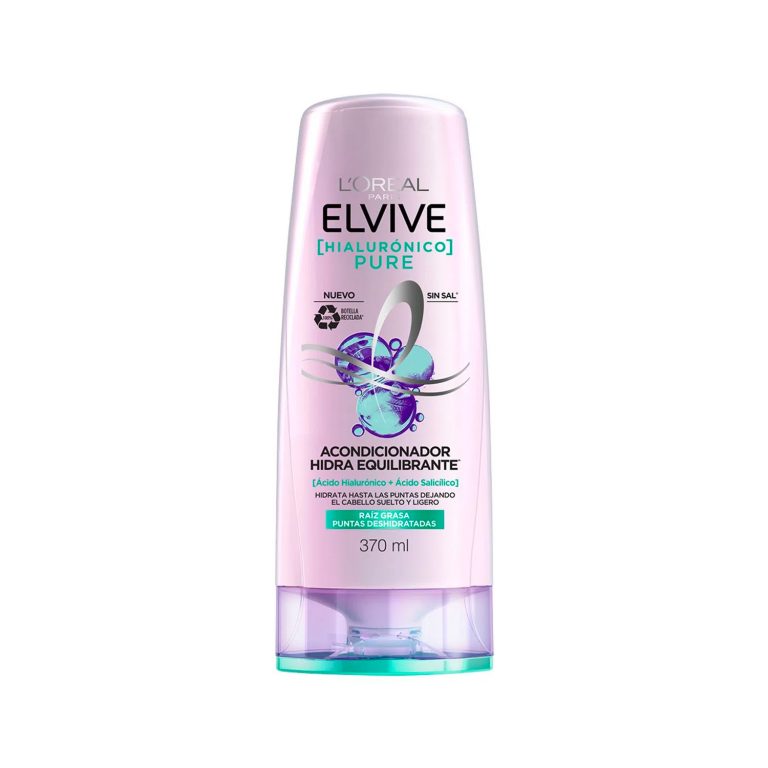 L'ORÉAL
PARIS
ELVIVE
[HIALURÓNICO]
PURE
NUEVO
SIN SAL*
100%
BOTELLA
RECICLADA*
ACONDICIONADOR
HIDRA EQUILIBRANTE*
[Ácido Hialurónico + Ácido Salicílico]
HIDRATA HASTA LAS PUNTAS DEJANDO
EL CABELLO SUELTO Y LIGERO
RAÍZ GRASA
PUNTAS DESHIDRATADAS
370 ml